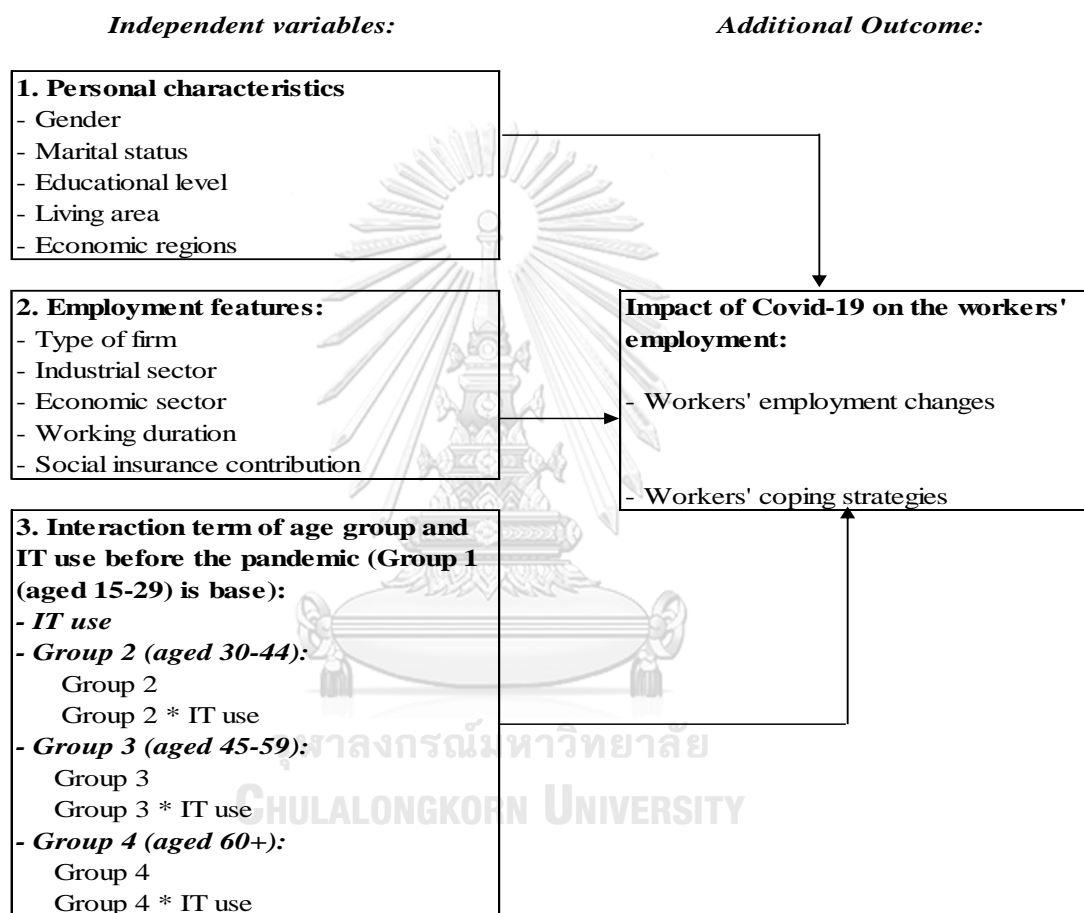 Independent variables:
Additional Outcome:
1. Personal characteristics
- Gender
- Marital status
- Educational level
- Living area
- Economic regions
2. Employment features:
- Type of firm
- Industrial sector
- Economic sector
- Working duration
- Social insurance contribution
3. Interaction term of age group and
IT use before the pandemic (Group 1
(aged 15-29) is base):
- IT use
- Group 2 (aged 30-44):
Group 2
Group 2 * IT use
- Group 3 (aged 45-59):
Group 3
Group 3 * IT use
- Group 4 (aged 60+):
Group 4
Group 4 * IT use
Impact of Covid-19 on the workers'
employment:
- Workers' employment changes
- Workers' coping strategies
จุฬาลงกรณ์มหาวิทยาลัย
CHULALONGKORN UNIVERSITY